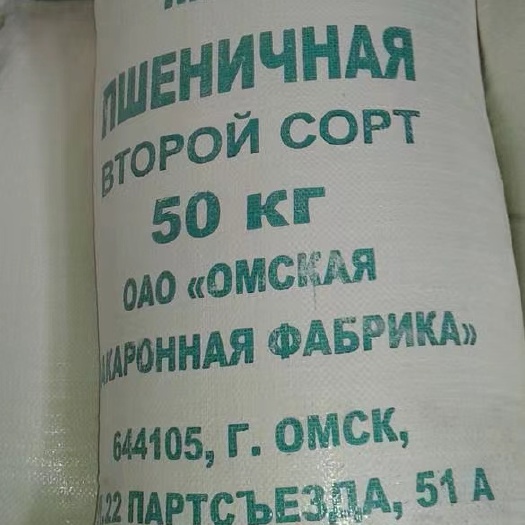 ПШЕНИЧНАЯ
ВТОРОЙ СОРТ
50 кг
ОАО «ОМСКАЯ
АКАРОННАЯ ФАБРИКА»
644105, Г. ОМСК,
.22 ПАРТСЪЕЗДА, 51 А